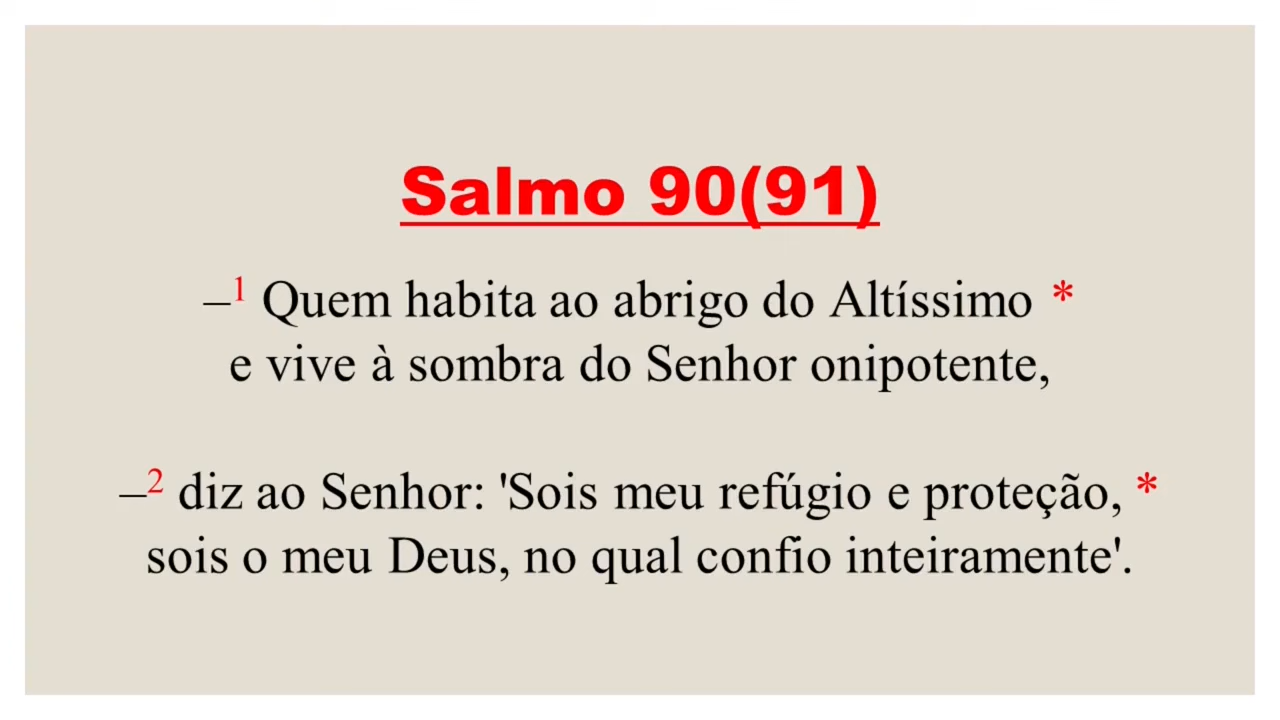 Salmo 90(91)
–¹ Quem habita ao abrigo do Altíssimo *
e vive à sombra do Senhor onipotente,
–² diz ao Senhor: 'Sois meu refúgio e proteção, *
sois o meu Deus, no qual confio inteiramente'.